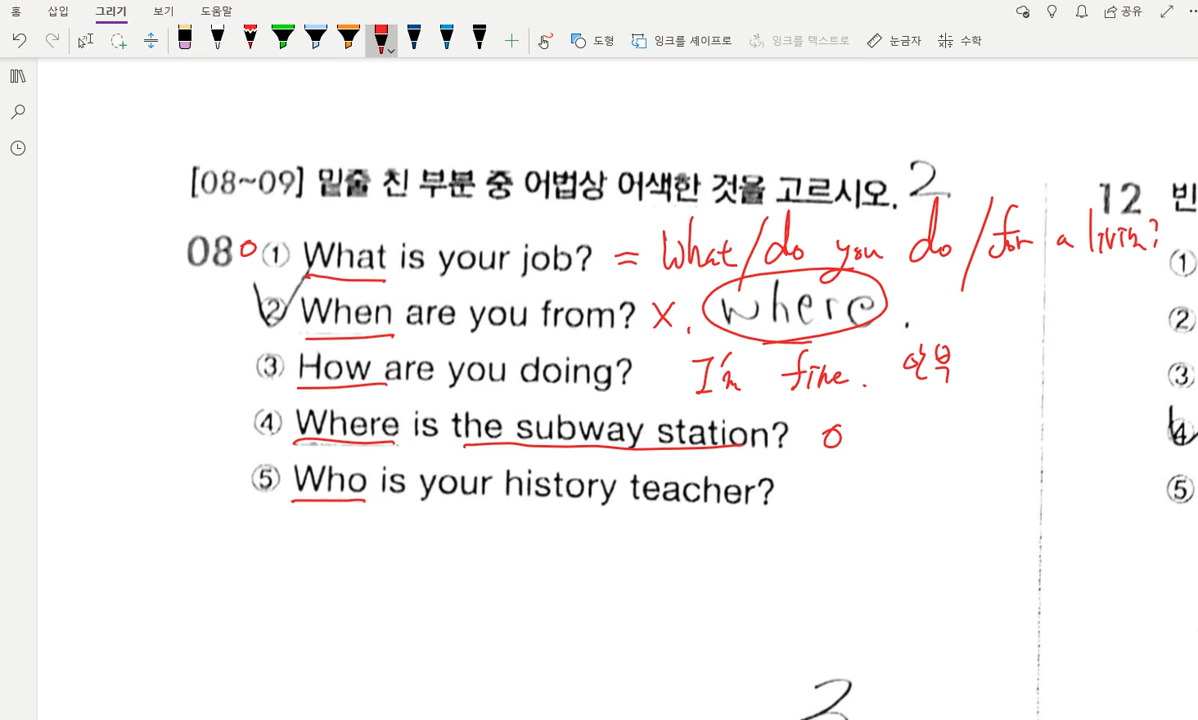 홈 삽입 그리기 보기 도움말 공유
도형 잉크를 셰이프로 잉크를 텍스트로 눈금자 수학
[08~09] 밑줄 친 부분 중 어법상 어색한 것을 고르시오. 2
08 o ① What is your job? = What/do you do/for a livin?
② When are you from? X. where.
③ How are you doing? I'm fine. 안부
④ Where is the subway station? o
⑤ Who is your history teacher?
12 빈
①
②
③
④
⑤